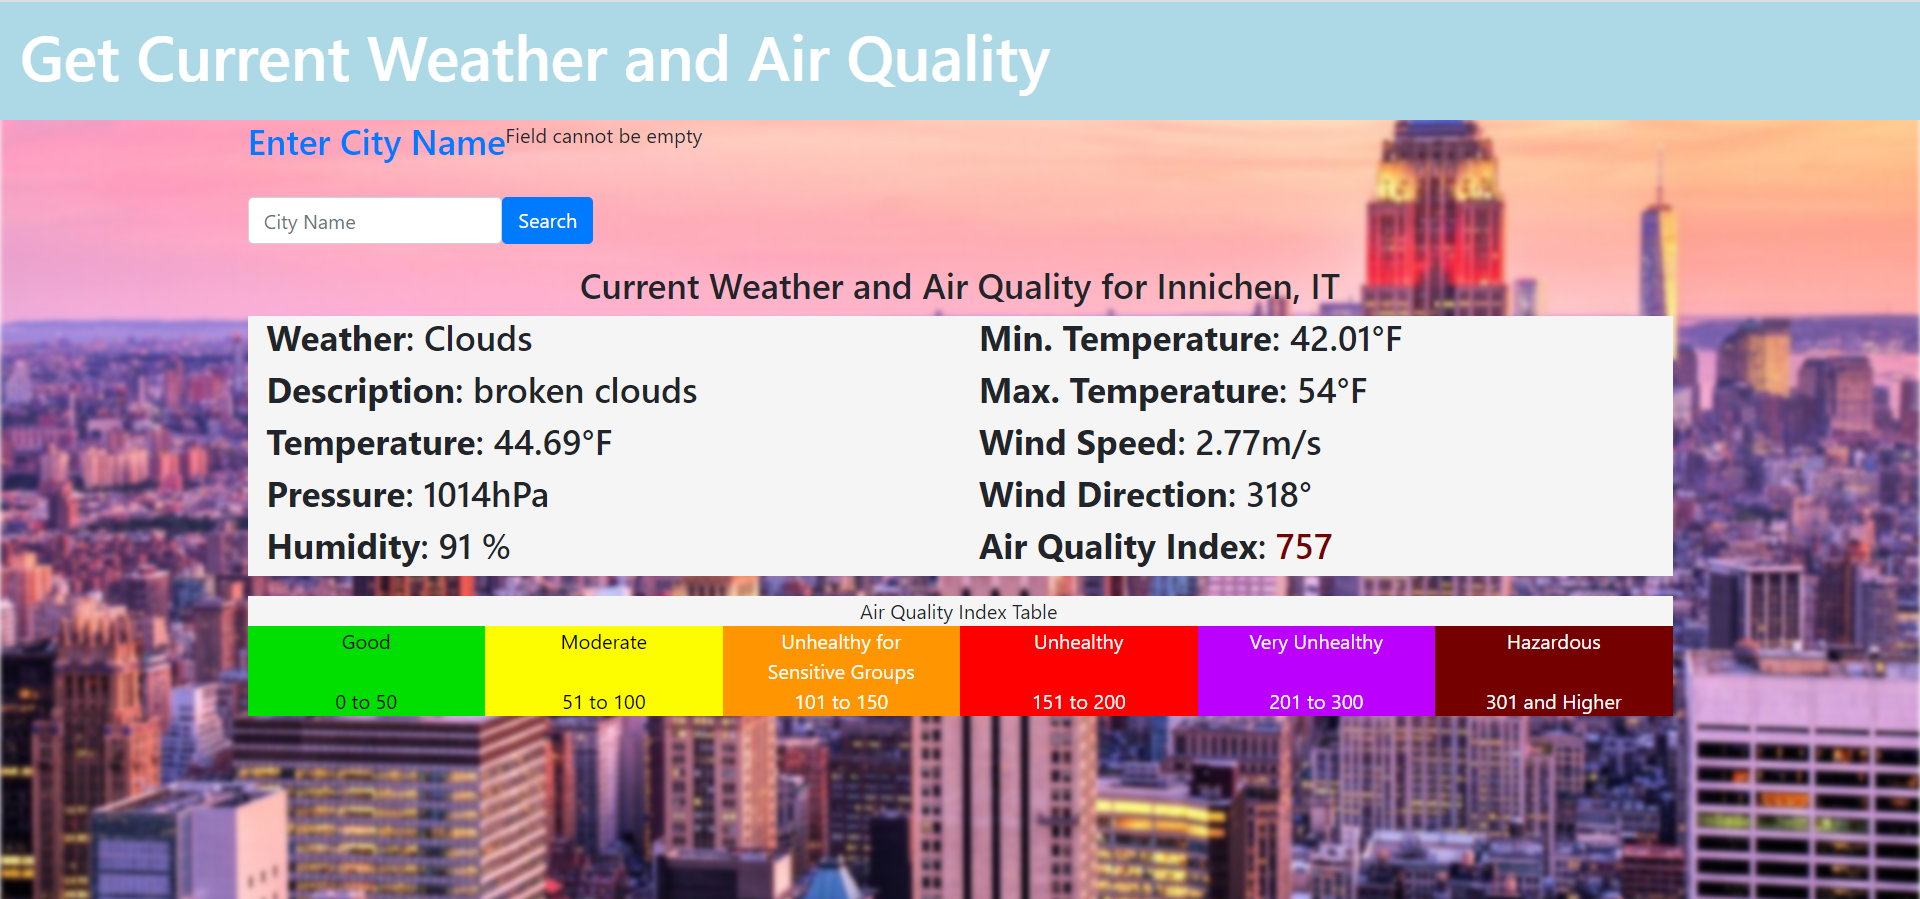 Get Current Weather and Air Quality
Enter City Name
Field cannot be empty
City Name
Search
Current Weather and Air Quality for Innichen, IT
Weather: Clouds
Description: broken clouds
Temperature: 44.69°F
Pressure: 1014hPa
Humidity: 91 %
Min. Temperature: 42.01°F
Max. Temperature: 54°F
Wind Speed: 2.77m/s
Wind Direction: 318°
Air Quality Index: 757
Air Quality Index Table
Good
0 to 50
Moderate
51 to 100
Unhealthy for
Sensitive Groups
101 to 150
Unhealthy
151 to 200
Very Unhealthy
201 to 300
Hazardous
301 and Higher